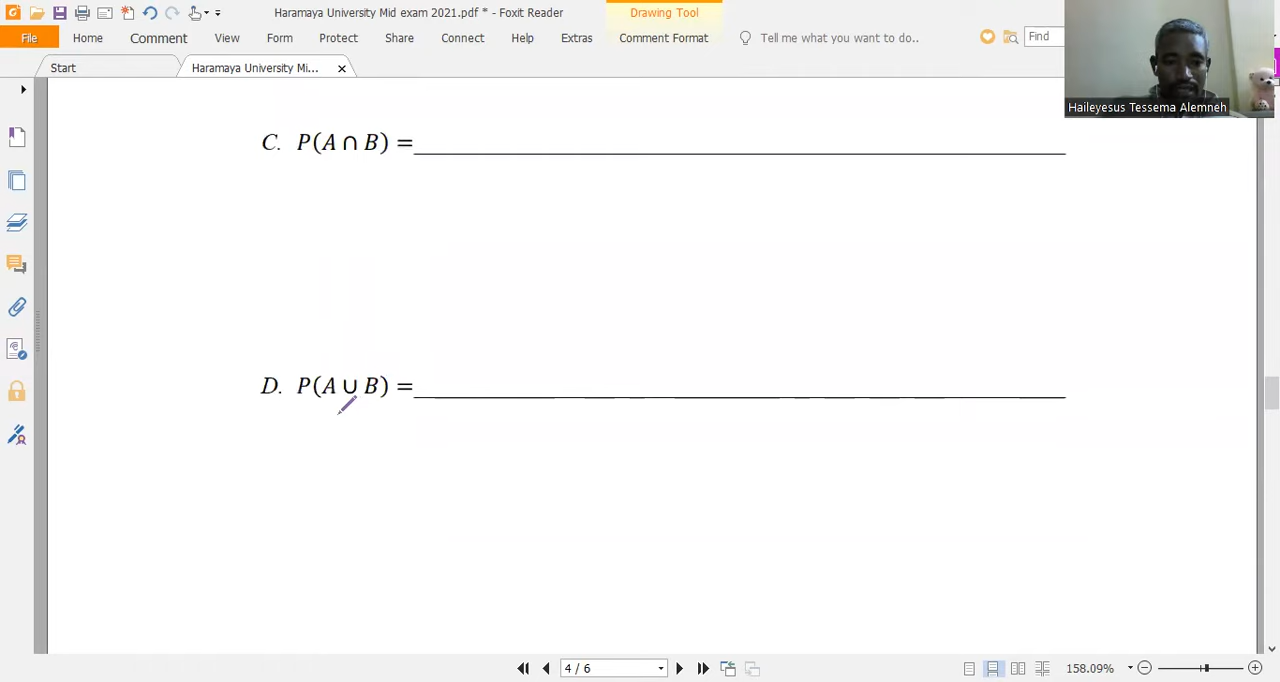 Haramaya University Mid exam 2021.pdf * - Foxit Reader
Drawing Tool
File
Home
Comment
View
Form
Protect
Share
Connect
Help
Extras
Comment Format
Tell me what you want to do..
Find
Start
Haramaya University Mi...
Haileyesus Tessema Alemneh
C. P(A ∩ B) =
D. P(A ∪ B) =
4 / 6
158.09%